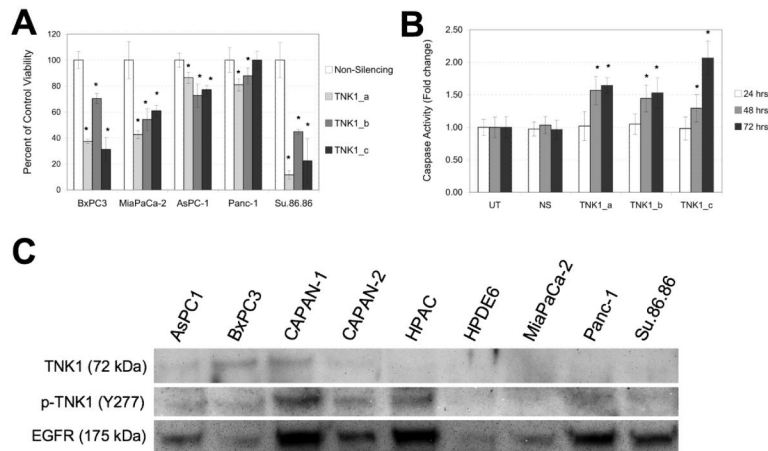 A
Percent of Control Viability
120
100
80
60
40
20
0
BxPC3
MiaPaCa-2
AsPC-1
Panc-1
Su.86.86
Non-Silencing
TNK1_a
TNK1_b
TNK1_c
B
Caspase Activity (Fold change)
2.50
2.00
1.50
1.00
0.50
0.00
UT
NS
TNK1_a
TNK1_b
TNK1_c
24 hrs
48 hrs
72 hrs
C
AsPC1
BxPC3
CAPAN-1
CAPAN-2
HPAC
HPDE6
MiaPaCa-2
Panc-1
Su.86.86
TNK1 (72 kDa)
p-TNK1 (Y277)
EGFR (175 kDa)